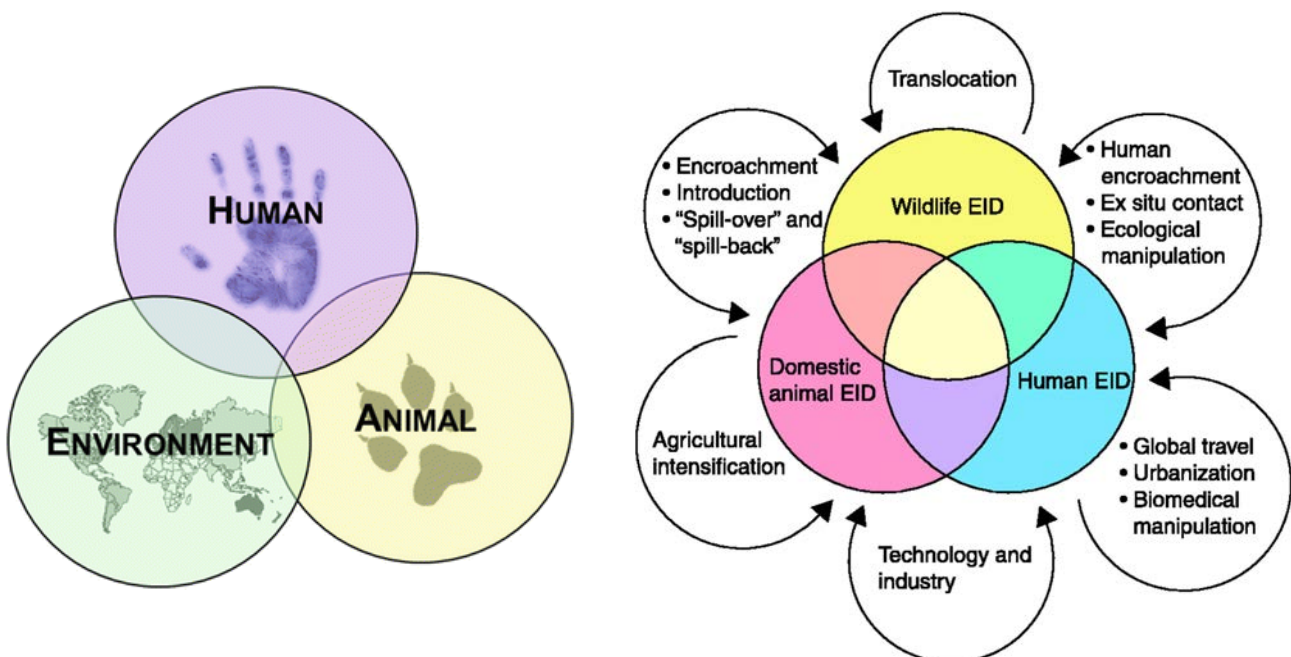 HUMAN
ENVIRONMENT
ANIMAL
Translocation
• Encroachment
• Introduction
• “Spill-over” and
“spill-back”
Wildlife EID
• Human
encroachment
• Ex situ contact
• Ecological
manipulation
Domestic
animal EID
Human EID
Agricultural
intensification
• Global travel
• Urbanization
• Biomedical
manipulation
Technology and
industry